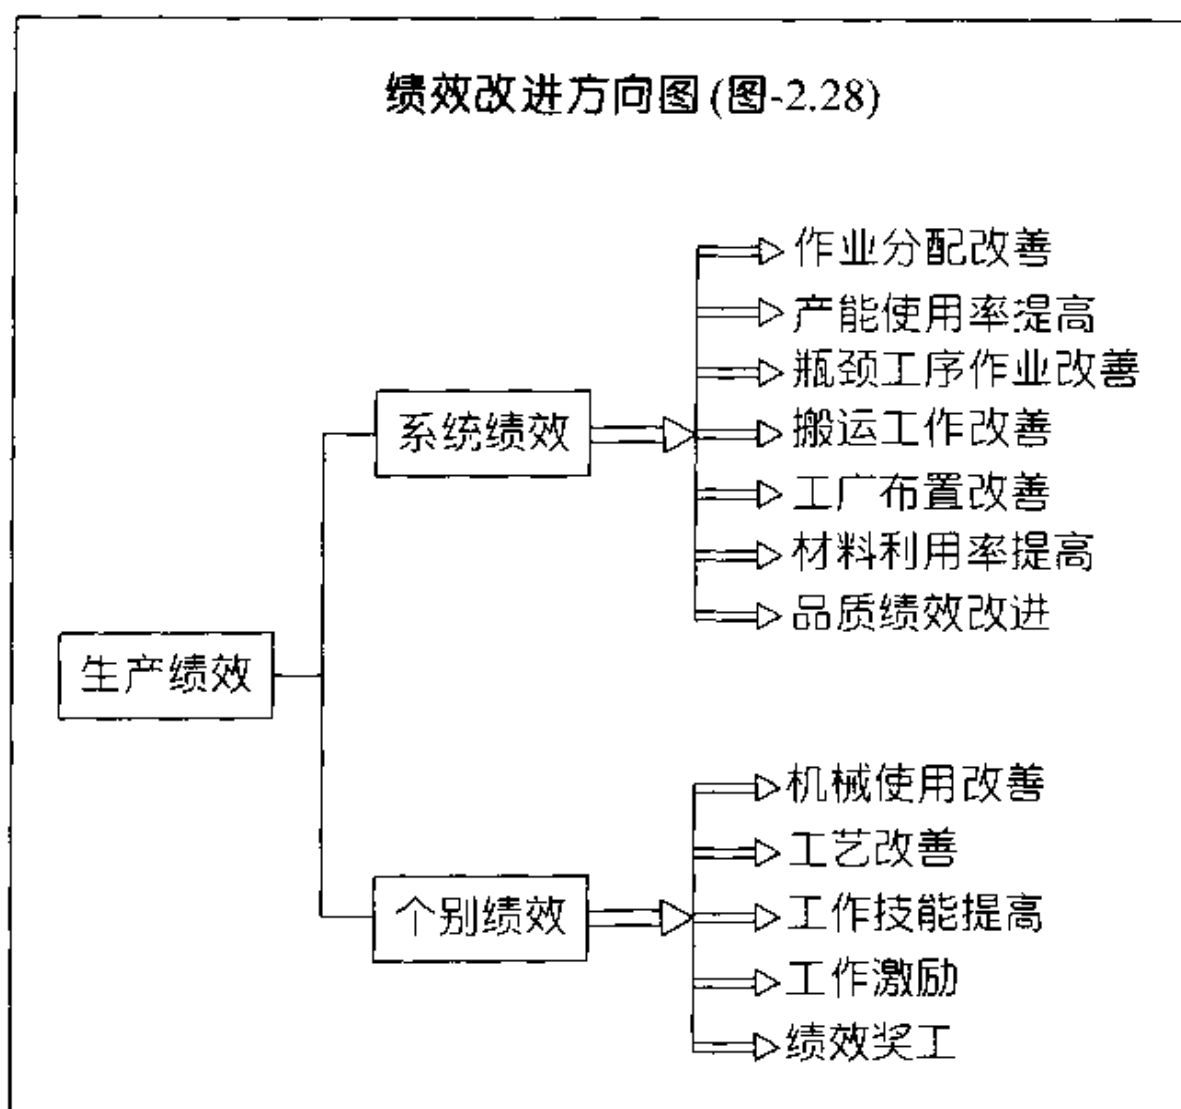 绩效改进方向图(图-2.28)
作业分配改善
产能使用率提高
瓶颈工序作业改善
系统绩效
搬运工作改善
工厂布置改善
材料利用率提高
品质绩效改进
生产绩效
机械使用改善
工艺改善
个别绩效
工作技能提高
工作激励
绩效奖工